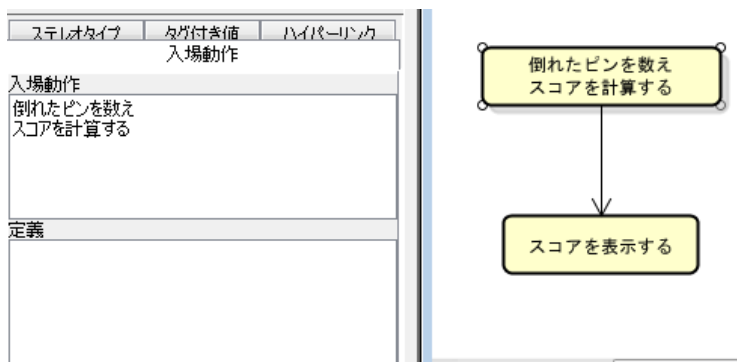 ステレオタイプ
タグ付き値
ハイパーリンク
入場動作
入場動作
倒れたピンを数え
スコアを計算する
定義
倒れたピンを数え
スコアを計算する
スコアを表示する